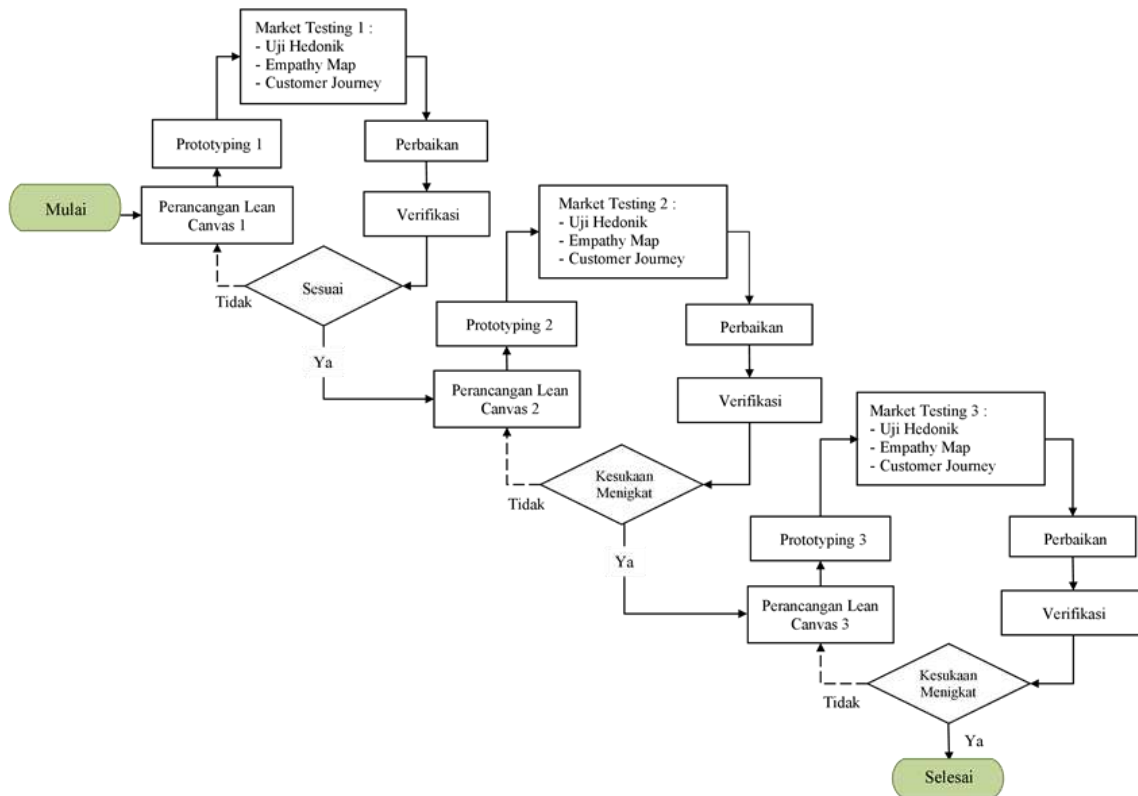 Market Testing 1 :
- Uji Hedonik
- Empathy Map
- Customer Journey
Prototyping 1
Perbaikan
Mulai
Perancangan Lean
Canvas 1
Verifikasi
Sesuai
Tidak
Ya
Market Testing 2 :
- Uji Hedonik
- Empathy Map
- Customer Journey
Prototyping 2
Perbaikan
Perancangan Lean
Canvas 2
Verifikasi
Kesukaan
Menigkat
Tidak
Ya
Market Testing 3 :
- Uji Hedonik
- Empathy Map
- Customer Journey
Prototyping 3
Perbaikan
Perancangan Lean
Canvas 3
Verifikasi
Kesukaan
Menigkat
Tidak
Ya
Selesai